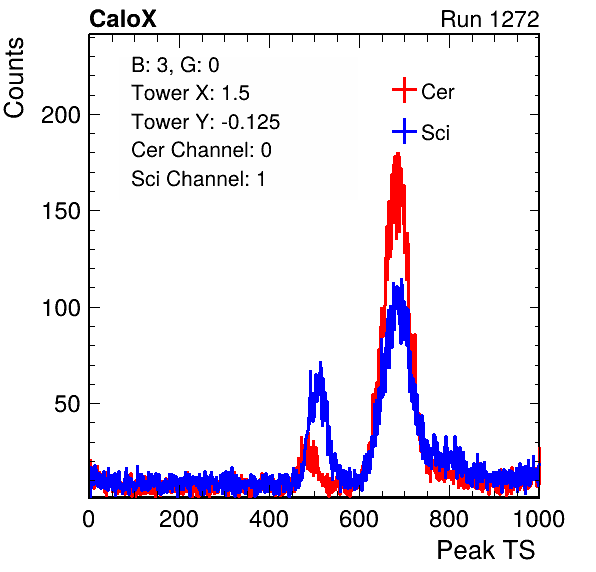 CaloX
Run 1272
Counts
B: 3, G: 0
Tower X: 1.5
Tower Y: -0.125
Cer Channel: 0
Sci Channel: 1
Cer
Sci
200
150
100
50
0 200 400 600 800 1000
Peak TS